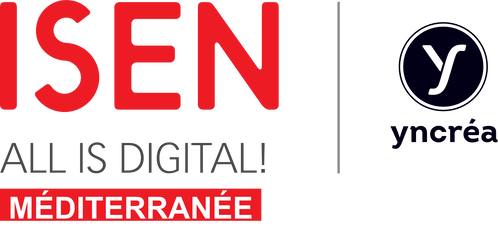 ISEN
ALL IS DIGITAL!
MÉDITERRANÉE
y
yncréa